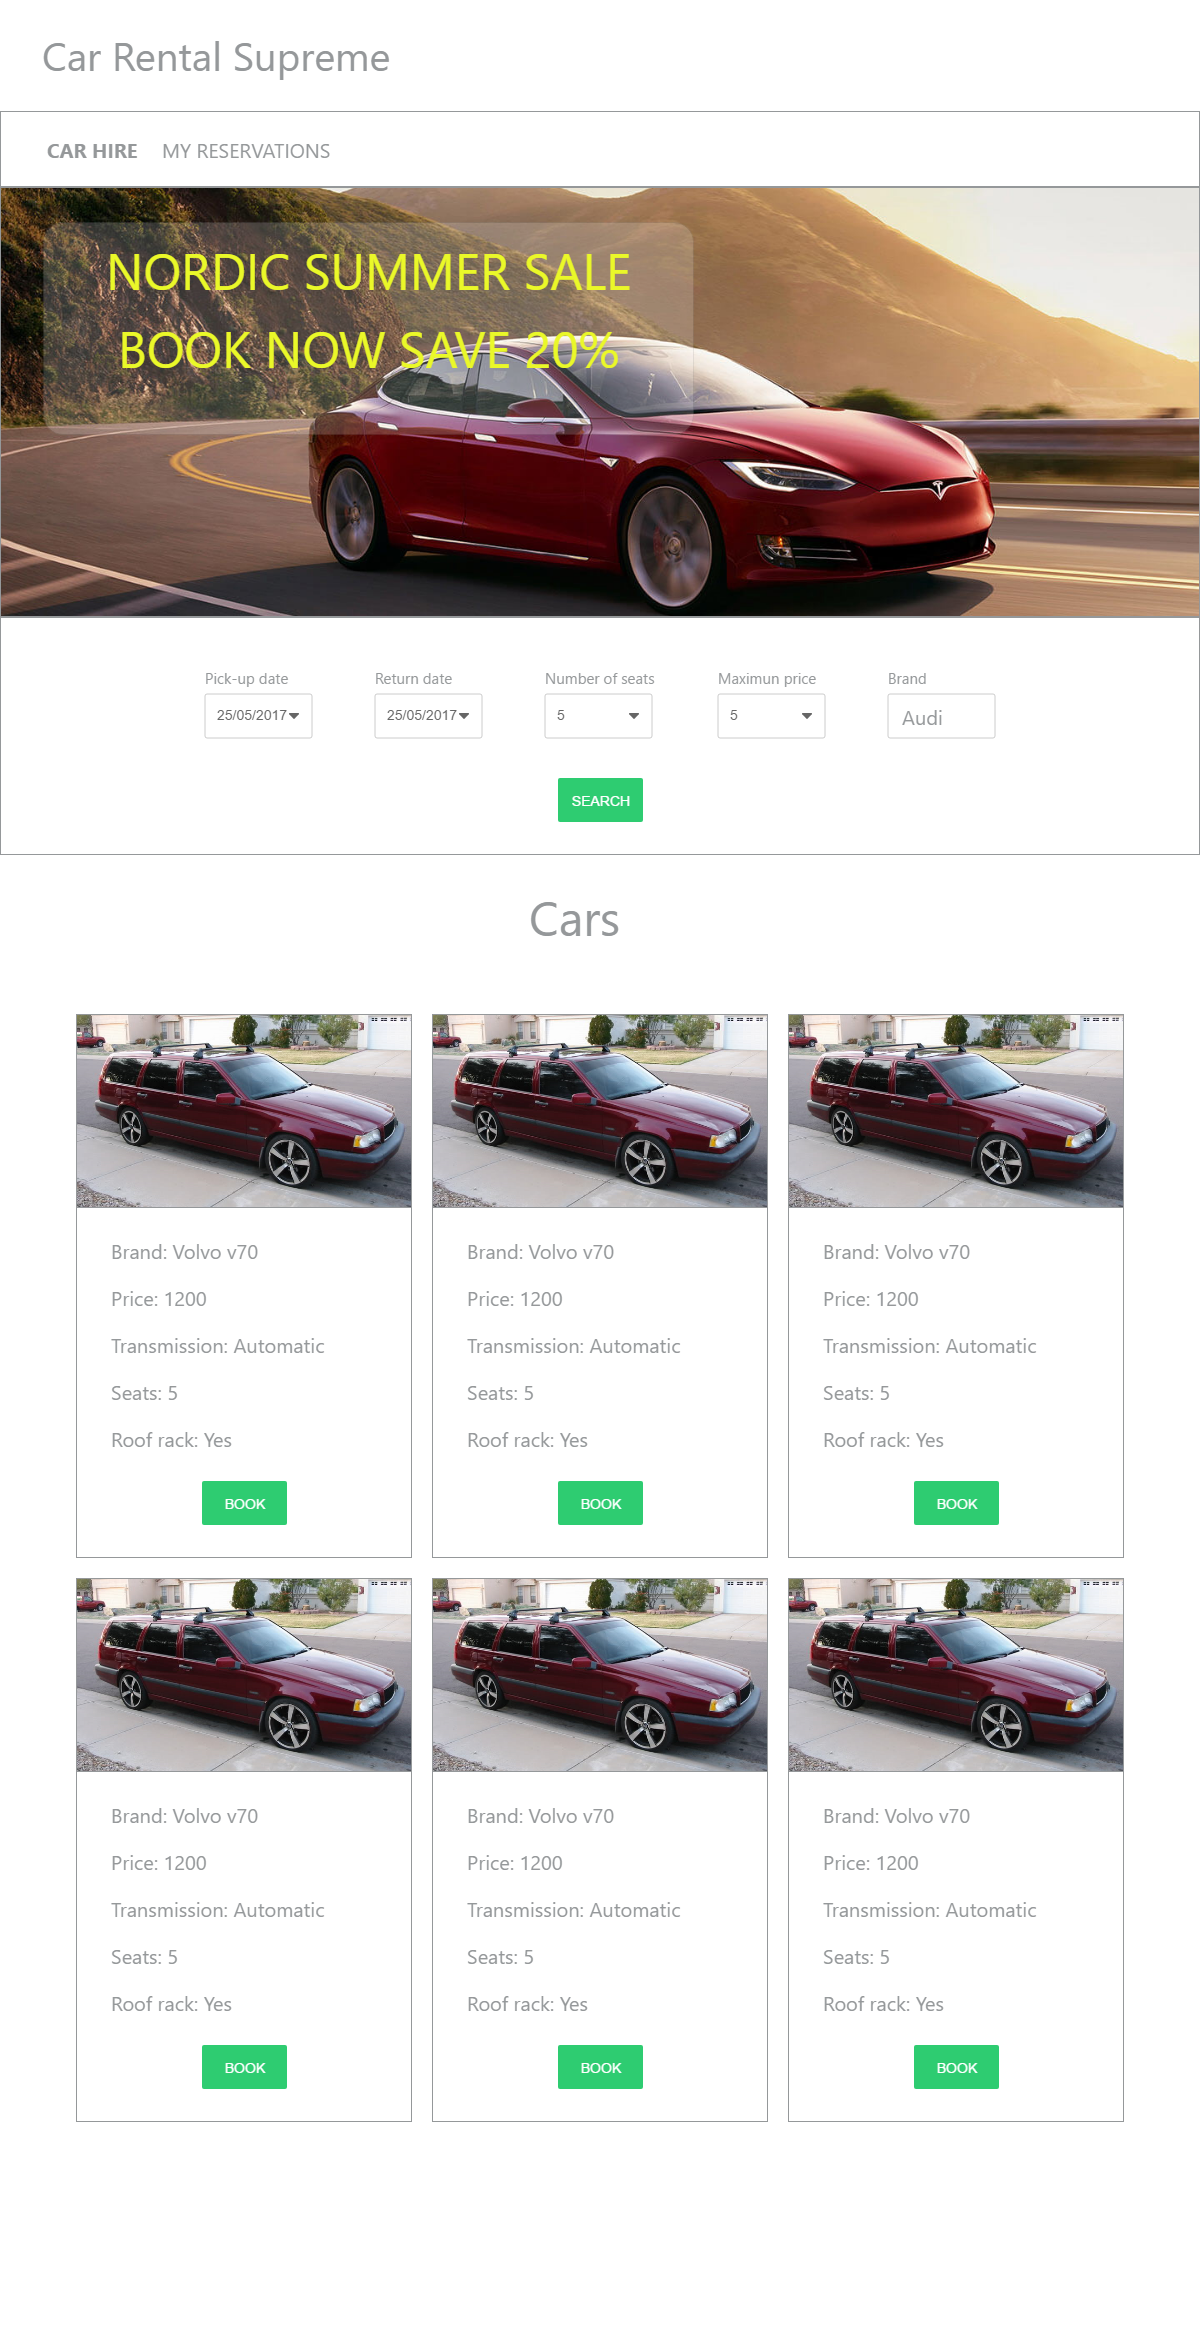 Car Rental Supreme
CAR HIRE MY RESERVATIONS
NORDIC SUMMER SALE
BOOK NOW SAVE 20%
Pick-up date Return date Number of seats Maximun price Brand
25/05/2017 25/05/2017 5 5 Audi
SEARCH
Cars
Brand: Volvo v70 Brand: Volvo v70 Brand: Volvo v70
Price: 1200 Price: 1200 Price: 1200
Transmission: Automatic Transmission: Automatic Transmission: Automatic
Seats: 5 Seats: 5 Seats: 5
Roof rack: Yes Roof rack: Yes Roof rack: Yes
BOOK BOOK BOOK
Brand: Volvo v70 Brand: Volvo v70 Brand: Volvo v70
Price: 1200 Price: 1200 Price: 1200
Transmission: Automatic Transmission: Automatic Transmission: Automatic
Seats: 5 Seats: 5 Seats: 5
Roof rack: Yes Roof rack: Yes Roof rack: Yes
BOOK BOOK BOOK